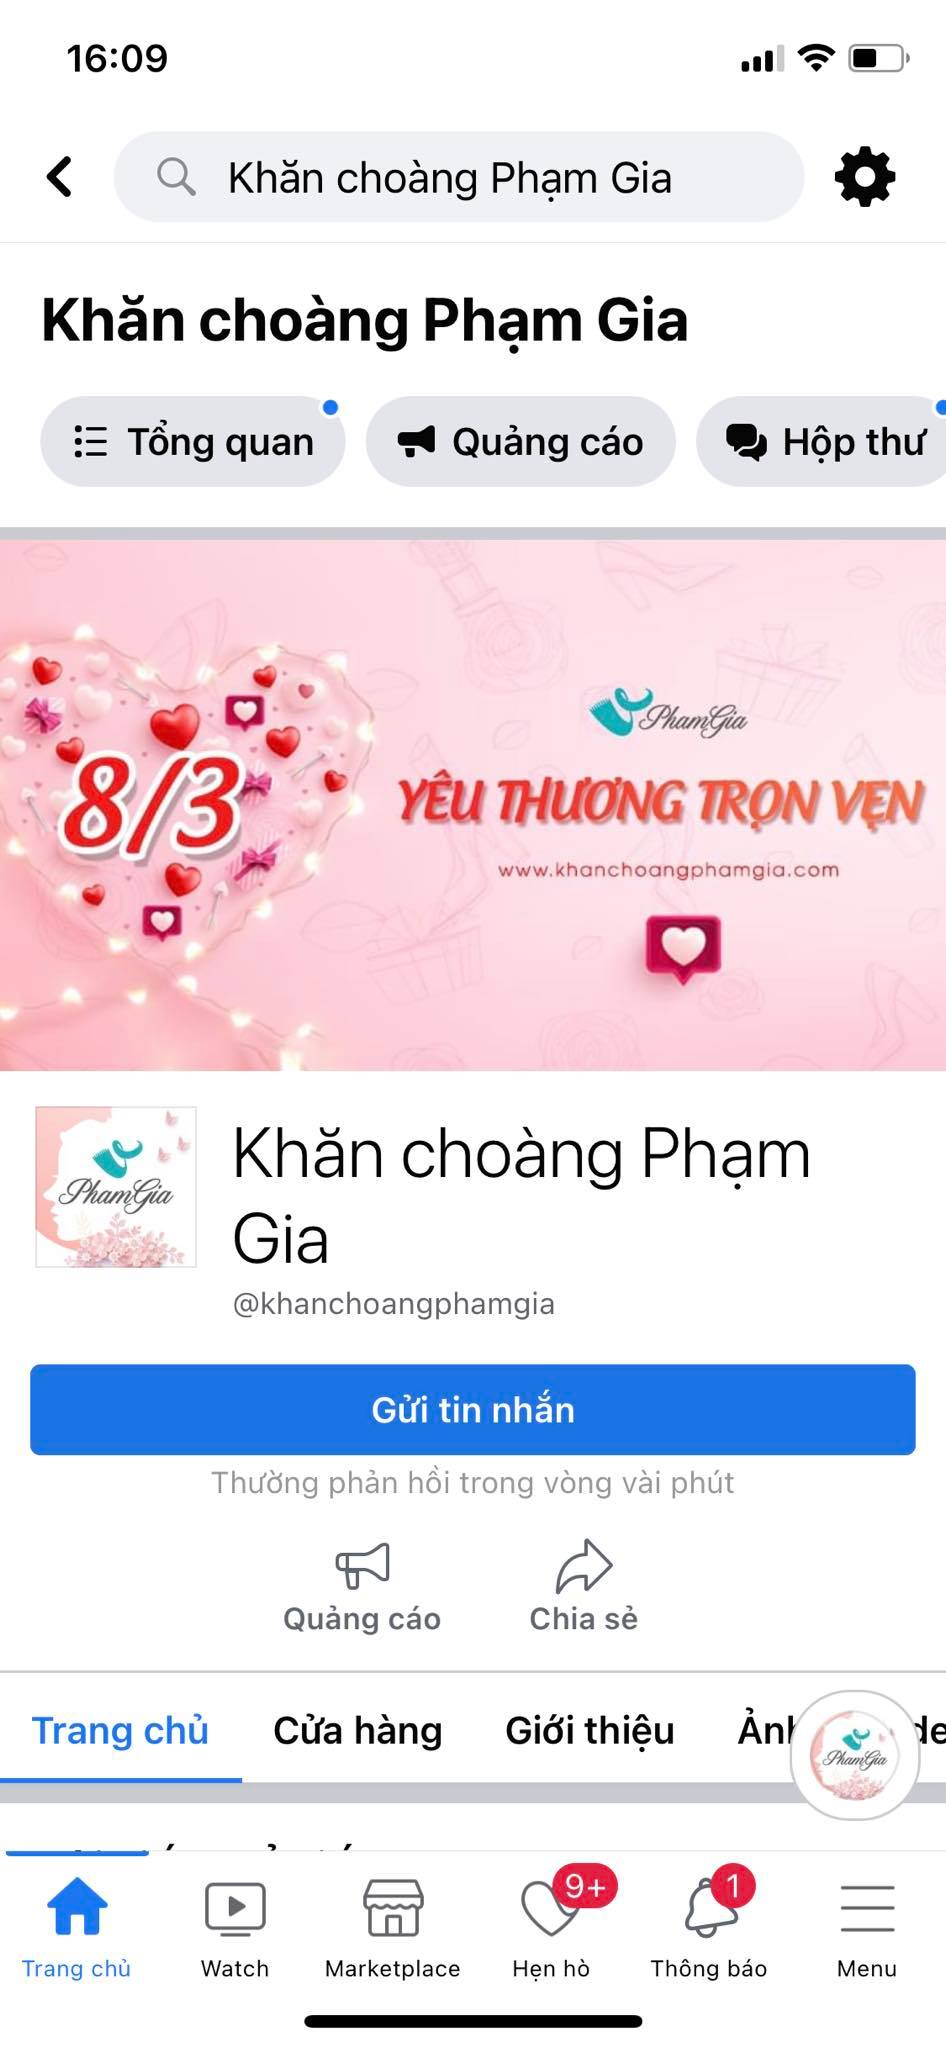 16:09
Khăn choàng Phạm Gia
Khăn choàng Phạm Gia
Tổng quan
Quảng cáo
Hộp thư
8/3
PhamGia
YÊU THƯƠNG TRỌN VẸN
www.khanchoangphamgia.com
PhamGia
Khăn choàng Phạm
Gia
@khanchoangphamgia
Gửi tin nhắn
Thường phản hồi trong vòng vài phút
Quảng cáo
Chia sẻ
Trang chủ
Cửa hàng
Giới thiệu
PhamGia
9+
1
Trang chủ
Watch
Marketplace
Hẹn hò
Thông báo
Menu